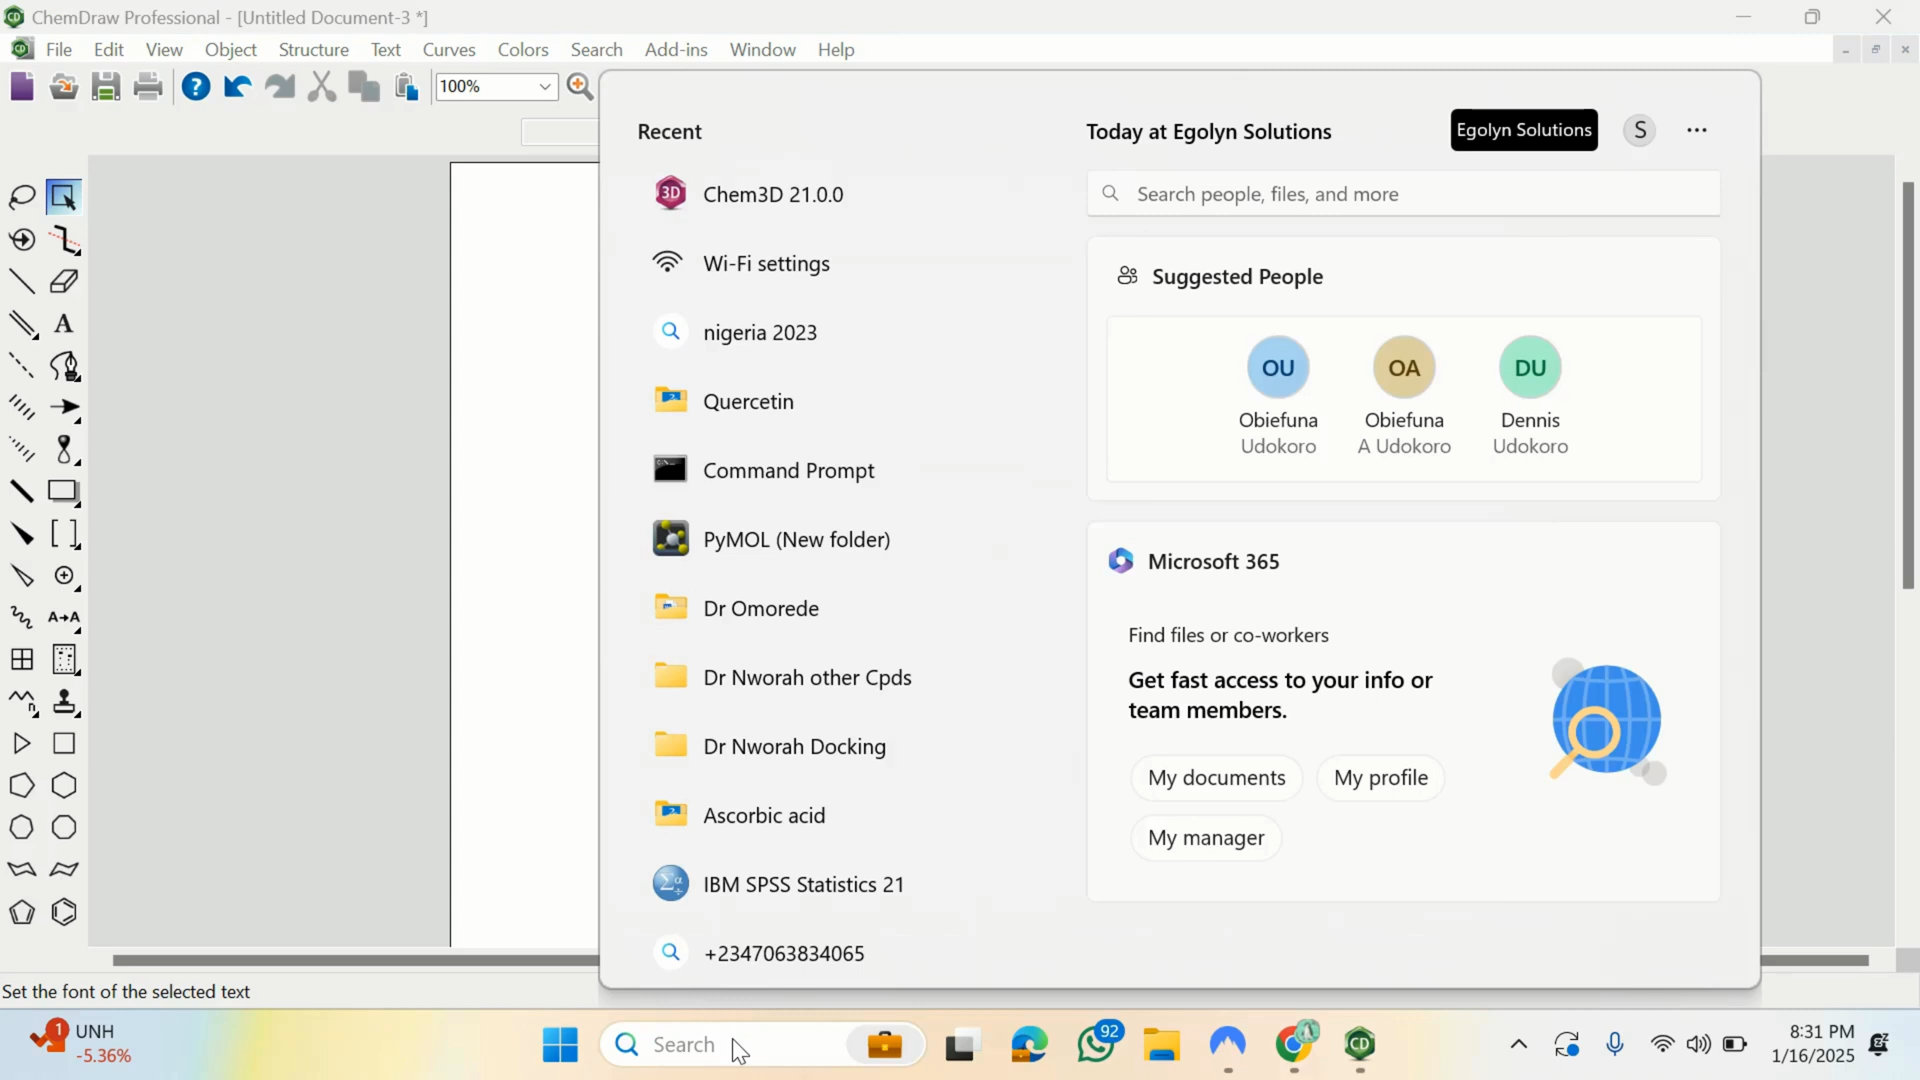 ChemDraw Professional - [Untitled Document-3 *]
File Edit View Object Structure Text Curves Colors Search Add-ins Window Help
100%
Recent
Chem3D 21.0.0
Wi-Fi settings
nigeria 2023
Quercetin
Command Prompt
PyMOL (New folder)
Dr Omorede
Dr Nworah other Cpds
Dr Nworah Docking
Ascorbic acid
IBM SPSS Statistics 21
+2347063834065
Today at Egolyn Solutions
Egolyn Solutions
S
Search people, files, and more
Suggested People
OU OA DU
Obiefuna Obiefuna Dennis
Udokoro A Udokoro Udokoro
Microsoft 365
Find files or co-workers
Get fast access to your info or
team members.
My documents My profile
My manager
Set the font of the selected text
1 UNH
-5.36%
Search
92
8:31 PM
1/16/2025